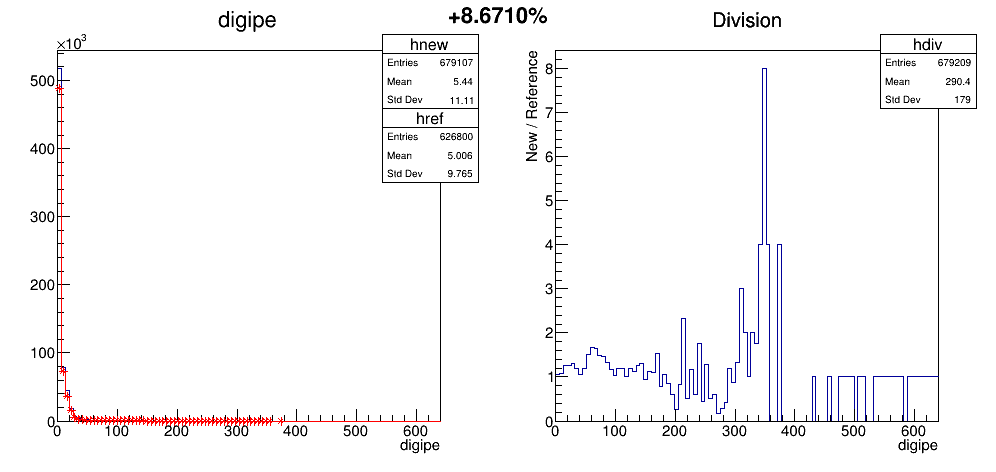 digipe
+8.6710%
Division
×10³
hnew
Entries 679107
Mean 5.44
Std Dev 11.11
href
Entries 626800
Mean 5.006
Std Dev 9.765
500
400
300
200
100
0
0 100 200 300 400 500 600
digipe
hdiv
Entries 679209
Mean 290.4
Std Dev 179
New / Reference
8
7
6
5
4
3
2
1
0
0 100 200 300 400 500 600
digipe